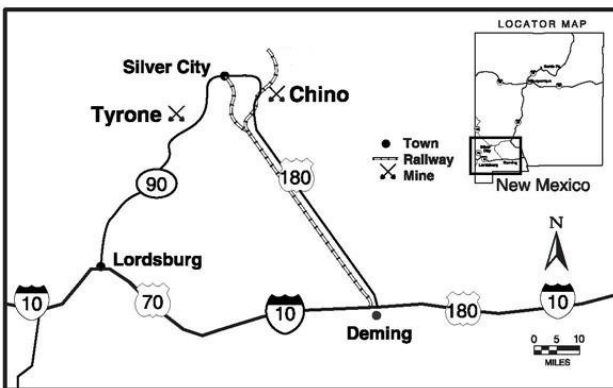 LOCATOR MAP
New Mexico
Silver City
Chino
Tyrone
Town
Railway
Mine
180
90
Lordsburg
N
10
70
10
180
10
Deming
0 5 10
MILES